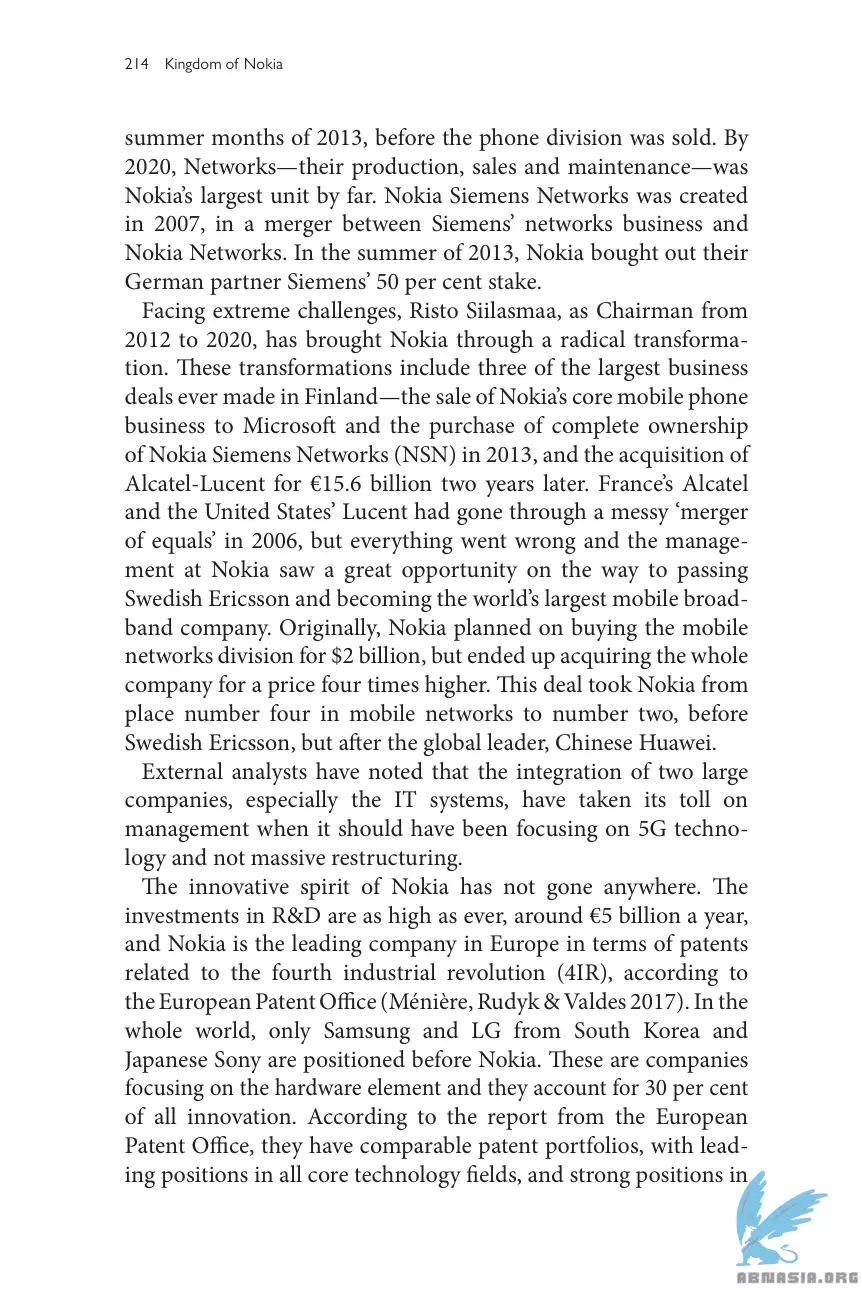 214 Kingdom of Nokia
summer months of 2013, before the phone division was sold. By
2020, Networks—their production, sales and maintenance—was
Nokia’s largest unit by far. Nokia Siemens Networks was created
in 2007, in a merger between Siemens’ networks business and
Nokia Networks. In the summer of 2013, Nokia bought out their
German partner Siemens’ 50 per cent stake.
Facing extreme challenges, Risto Siilasmaa, as Chairman from
2012 to 2020, has brought Nokia through a radical transforma-
tion. These transformations include three of the largest business
deals ever made in Finland—the sale of Nokia’s core mobile phone
business to Microsoft and the purchase of complete ownership
of Nokia Siemens Networks (NSN) in 2013, and the acquisition of
Alcatel-Lucent for €15.6 billion two years later. France’s Alcatel
and the United States’ Lucent had gone through a messy ‘merger
of equals’ in 2006, but everything went wrong and the manage-
ment at Nokia saw a great opportunity on the way to passing
Swedish Ericsson and becoming the world’s largest mobile broad-
band company. Originally, Nokia planned on buying the mobile
networks division for $2 billion, but ended up acquiring the whole
company for a price four times higher. This deal took Nokia from
place number four in mobile networks to number two, before
Swedish Ericsson, but after the global leader, Chinese Huawei.
External analysts have noted that the integration of two large
companies, especially the IT systems, have taken its toll on
management when it should have been focusing on 5G techno-
logy and not massive restructuring.
The innovative spirit of Nokia has not gone anywhere. The
investments in R&D are as high as ever, around €5 billion a year,
and Nokia is the leading company in Europe in terms of patents
related to the fourth industrial revolution (4IR), according to
the European Patent Office (Ménière, Rudyk & Valdes 2017). In the
whole world, only Samsung and LG from South Korea and
Japanese Sony are positioned before Nokia. These are companies
focusing on the hardware element and they account for 30 per cent
of all innovation. According to the report from the European
Patent Office, they have comparable patent portfolios, with lead-
ing positions in all core technology fields, and strong positions in
ABNASIA.ORG